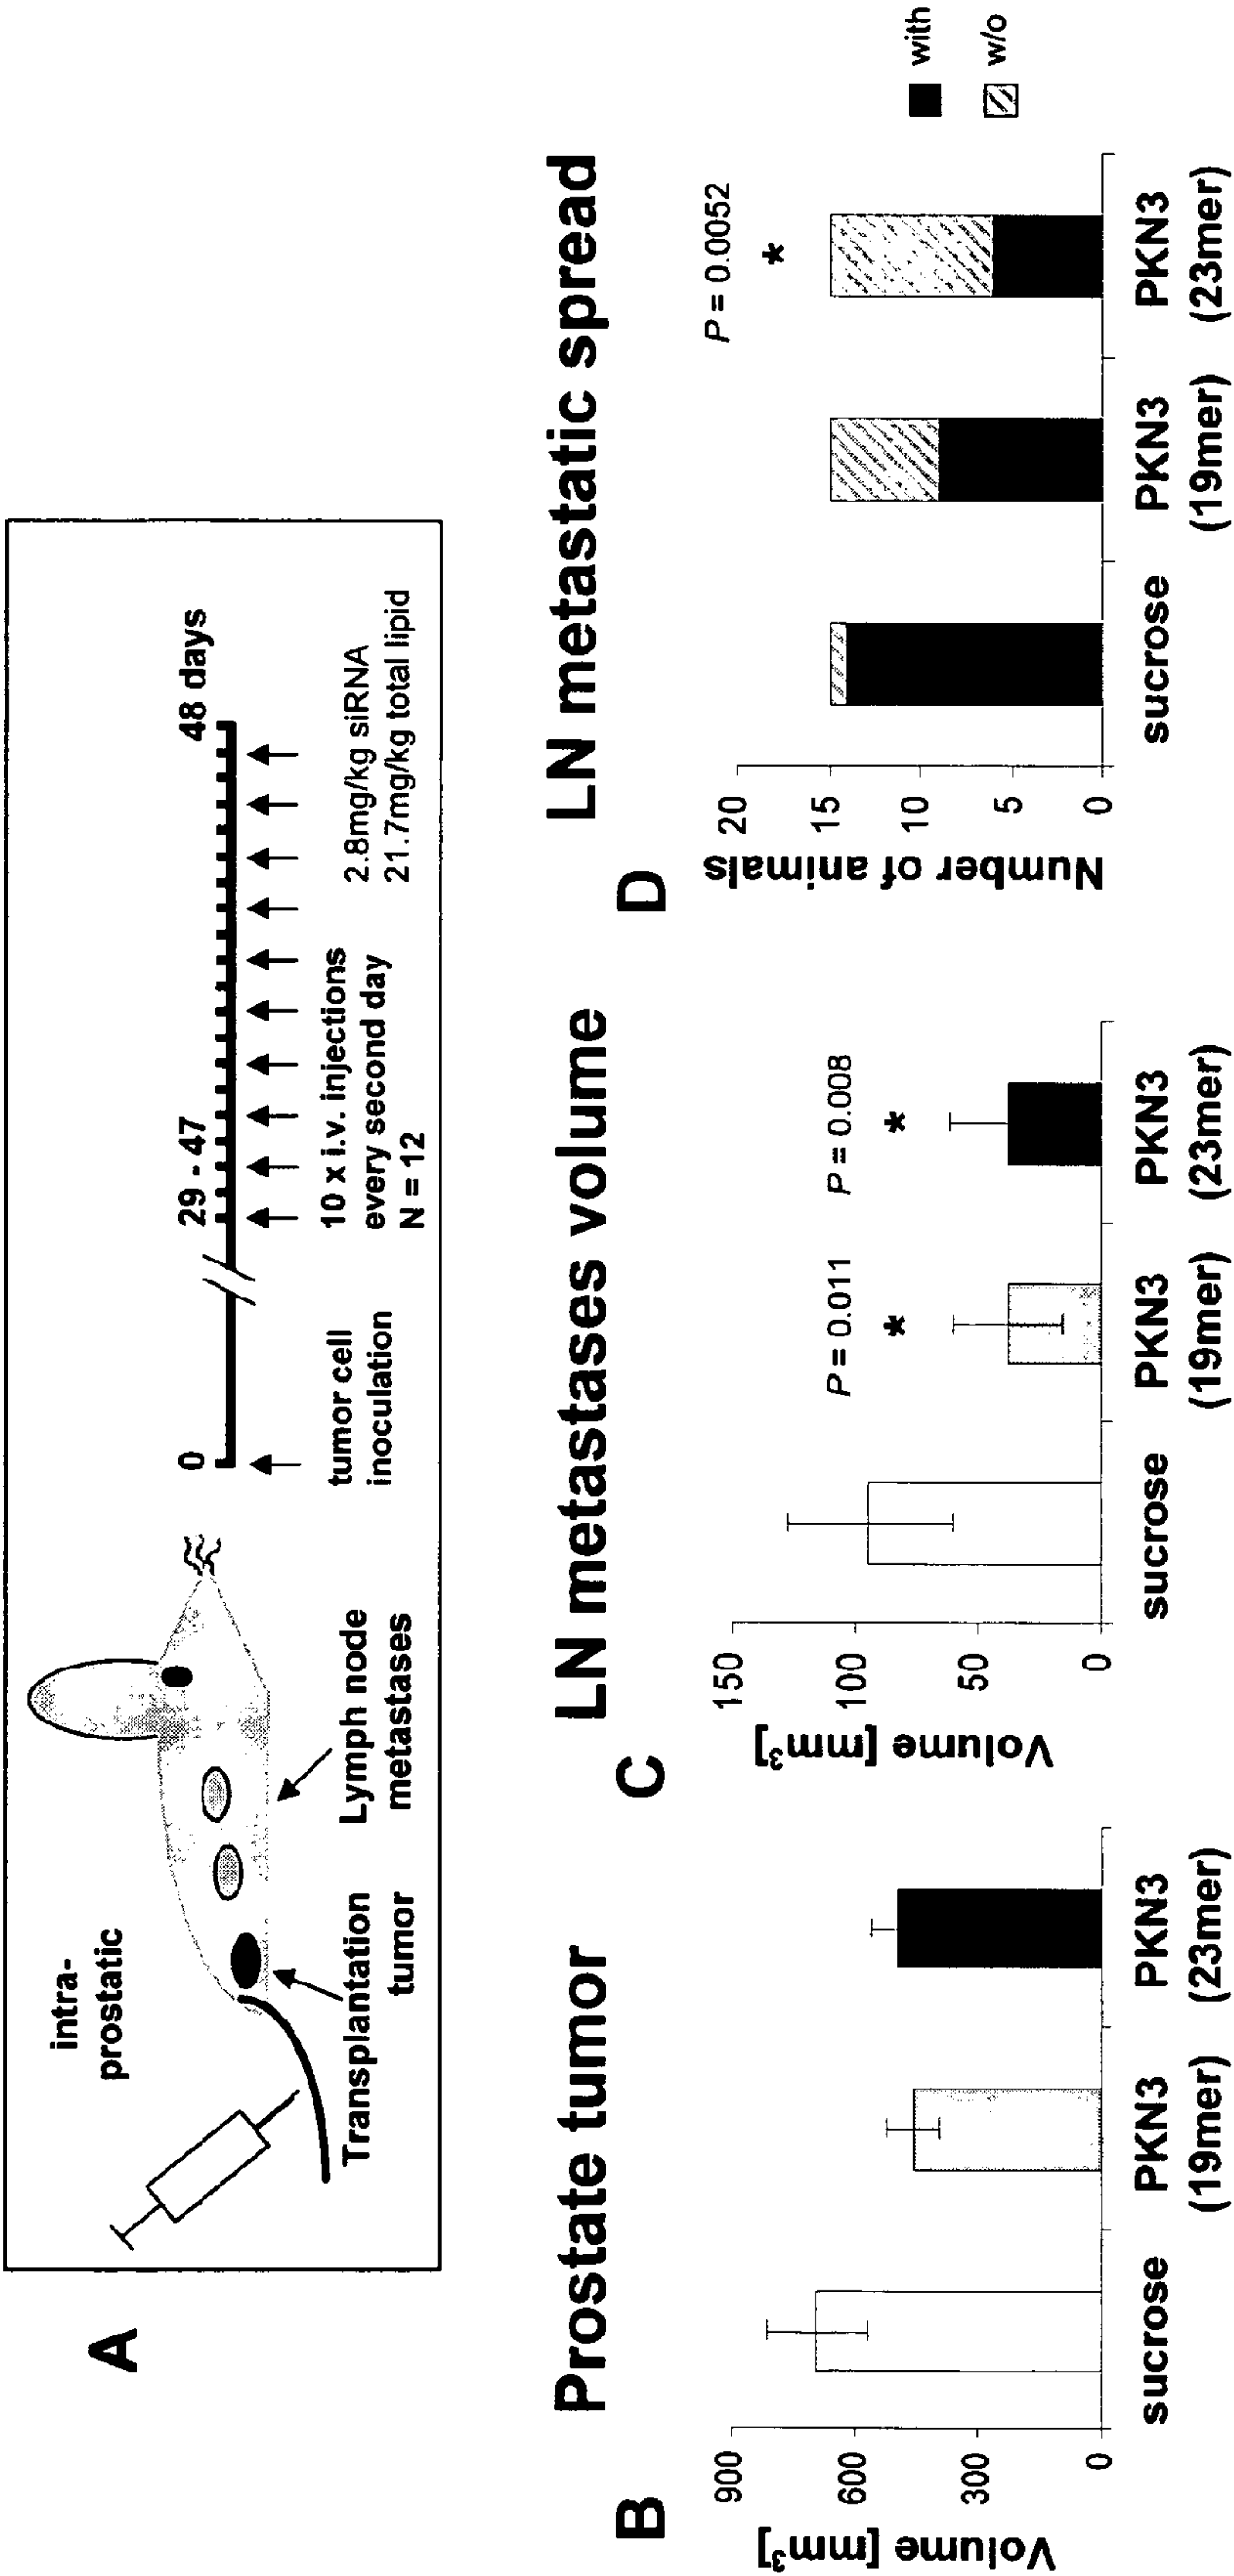 A
intra-
prostatic
Transplantation
tumor
Lymph node
metastases
0
29 - 47
48 days
tumor cell
inoculation
10 x i.v. injections
every second day
N = 12
2.8mg/kg siRNA
21.7mg/kg total lipid
B
Prostate tumor
Volume [mm³]
900
600
300
0
sucrose
PKN3
(19mer)
PKN3
(23mer)
C
LN metastases volume
Volume [mm³]
150
100
50
0
P = 0.011
*
P = 0.008
*
sucrose
PKN3
(19mer)
PKN3
(23mer)
D
LN metastatic spread
Number of animals
20
15
10
5
0
P = 0.0052
*
sucrose
PKN3
(19mer)
PKN3
(23mer)
with
w/o